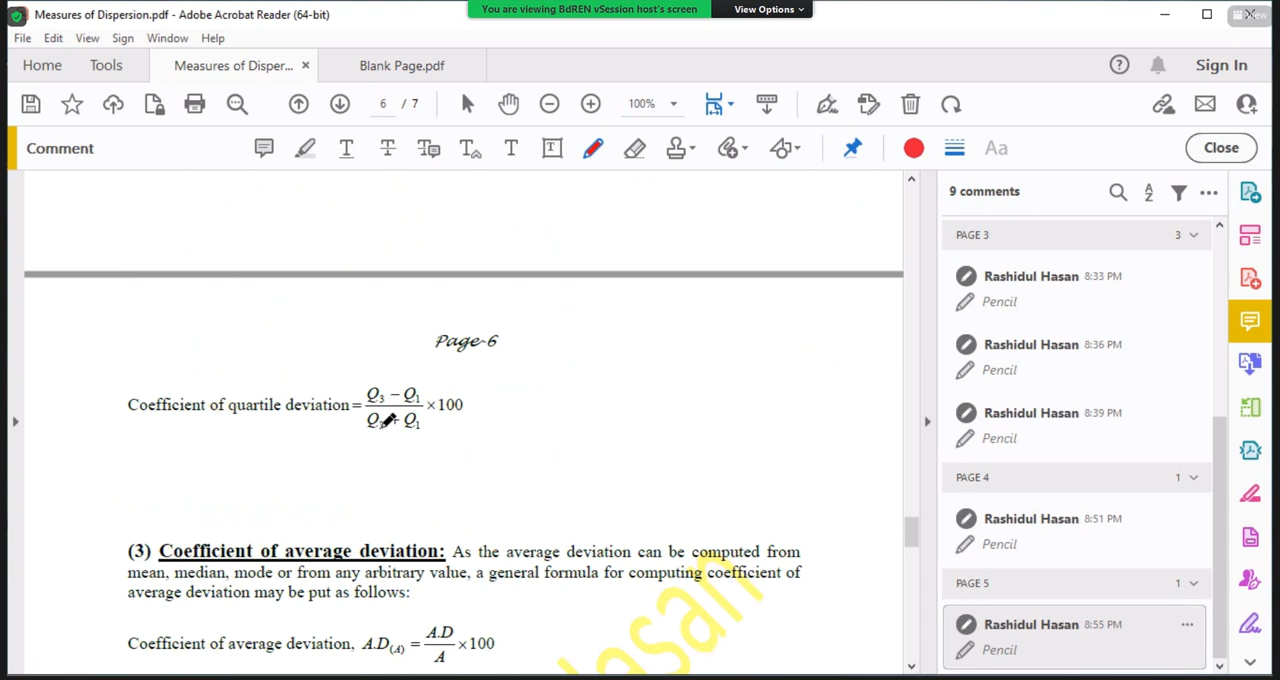 Measures of Dispersion.pdf - Adobe Acrobat Reader (64-bit)
You are viewing BdREN vSession host's screen
View Options
File Edit View Sign Window Help
Home Tools Measures of Disper... × Blank Page.pdf Sign In
6 / 7 100%
Comment Aa Close
9 comments
PAGE 3 3
Rashidul Hasan 8:33 PM
Pencil
Rashidul Hasan 8:36 PM
Pencil
Rashidul Hasan 8:39 PM
Pencil
PAGE 4 1
Rashidul Hasan 8:51 PM
Pencil
PAGE 5 1
Rashidul Hasan 8:55 PM
Pencil
Page-6
Q₃ − Q₁
Coefficient of quartile deviation = ×100
+ Q₁
(3) Coefficient of average deviation: As the average deviation can be computed from
mean, median, mode or from any arbitrary value, a general formula for computing coefficient of
average deviation may be put as follows:
Coefficient of average deviation, A.D₍A₎ = A.D / A ×100
Hasan